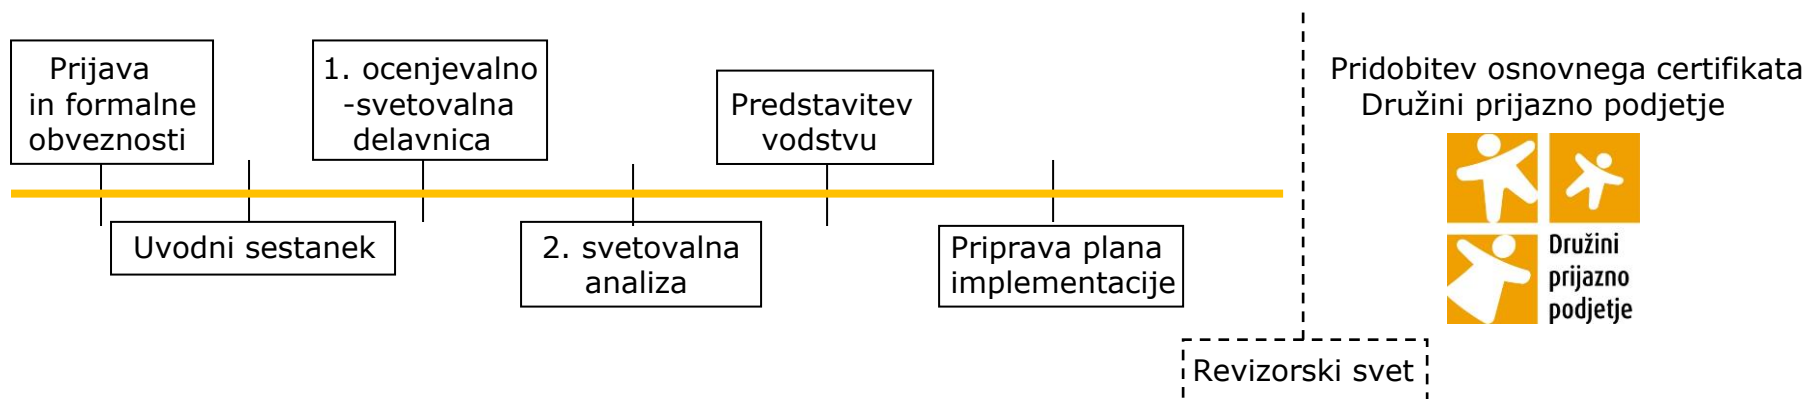 Prijava
in formalne
obveznosti
Uvodni sestanek
1. ocenjevalno
-svetovalna
delavnica
2. svetovalna
analiza
Predstavitev
vodstvu
Priprava plana
implementacije
Revizorski svet
Pridobitev osnovnega certifikata
Družini prijazno podjetje
Družini
prijazno
podjetje